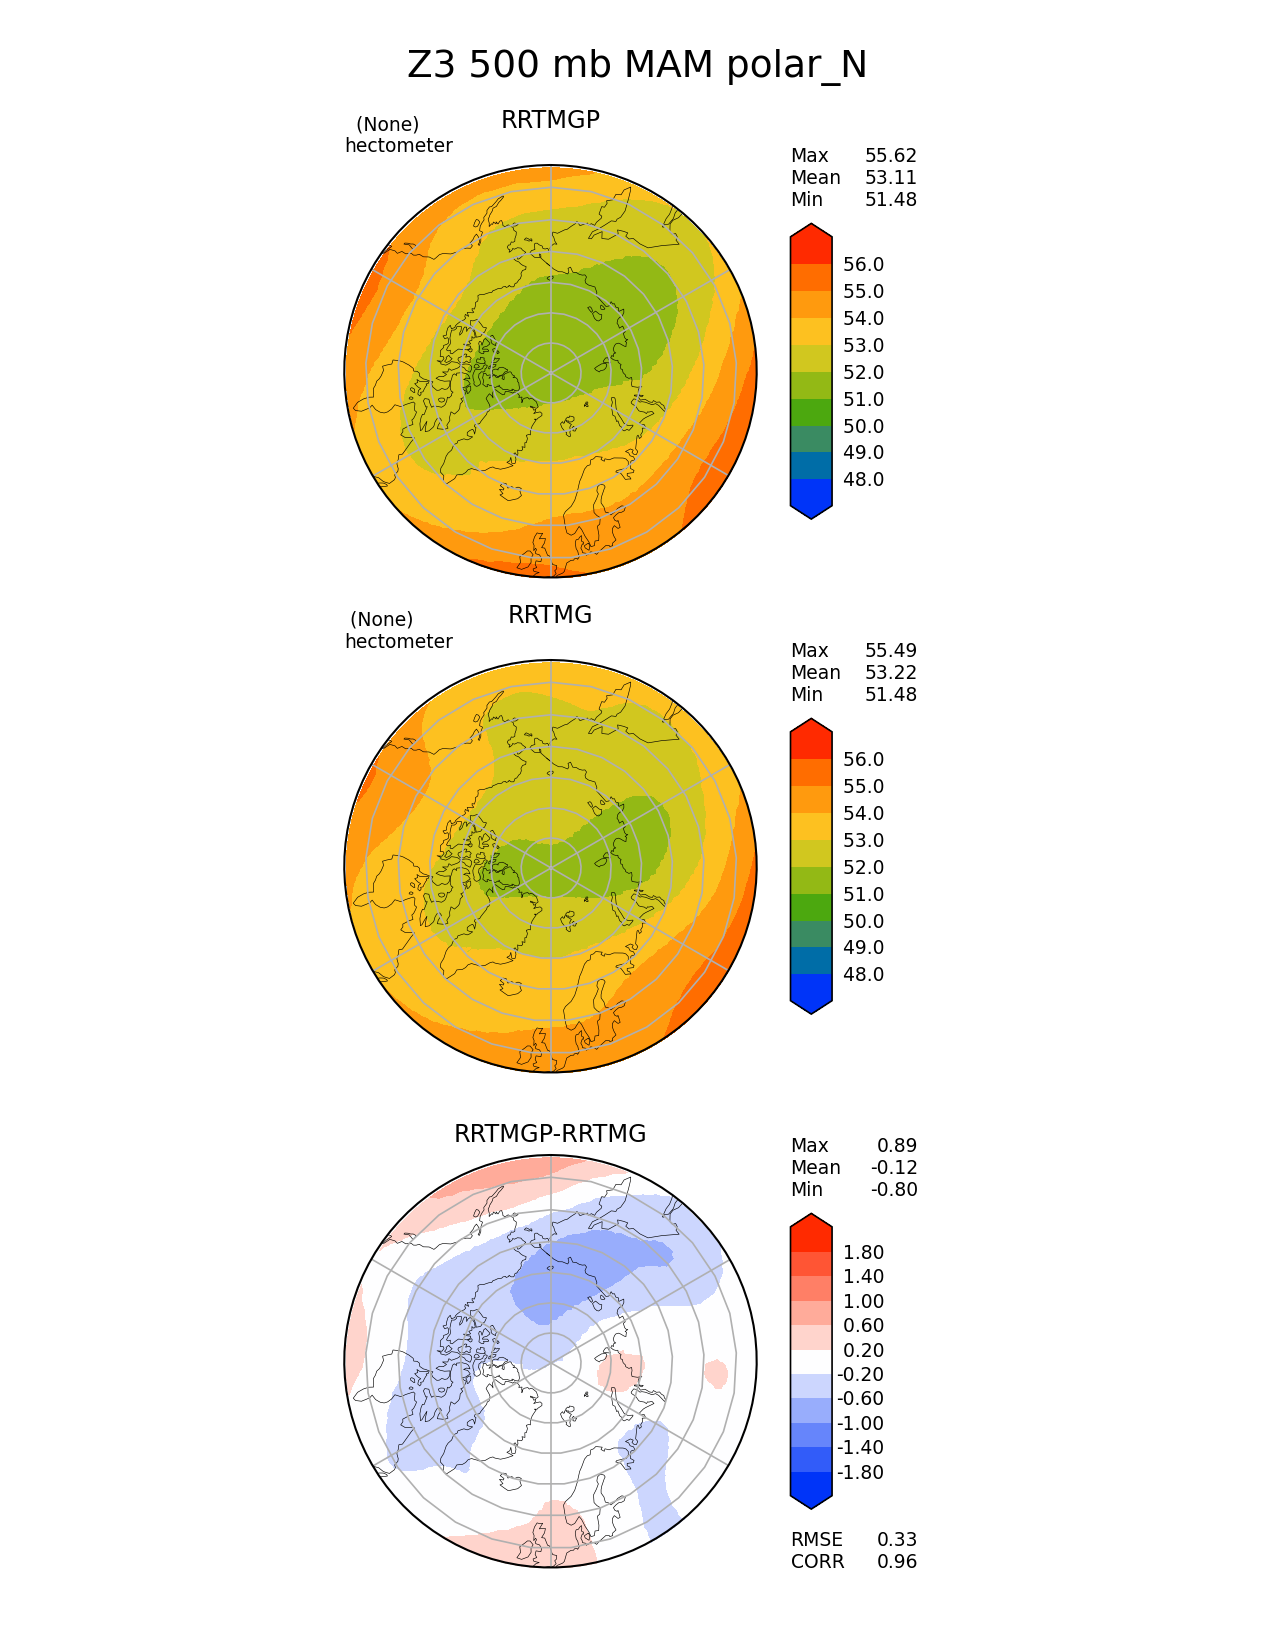 Z3 500 mb MAM polar_N
(None)
hectometer
RRTMGP
Max 55.62
Mean 53.11
Min 51.48
56.0
55.0
54.0
53.0
52.0
51.0
50.0
49.0
48.0
(None)
hectometer
RRTMG
Max 55.49
Mean 53.22
Min 51.48
56.0
55.0
54.0
53.0
52.0
51.0
50.0
49.0
48.0
RRTMGP-RRTMG
Max 0.89
Mean -0.12
Min -0.80
1.80
1.40
1.00
0.60
0.20
-0.20
-0.60
-1.00
-1.40
-1.80
RMSE 0.33
CORR 0.96